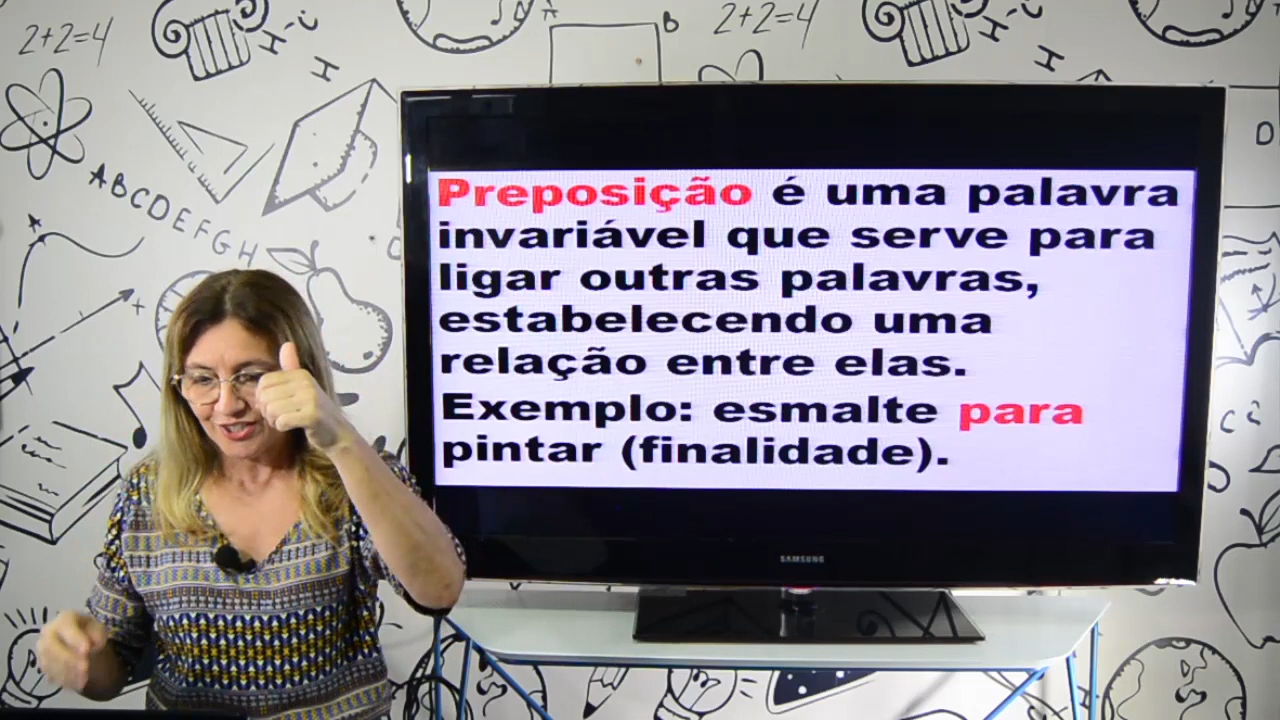 2+2=4
H-i
H
A
B
2+2=4
H-i
H
ABCDEFGH
Preposição é uma palavra
invariável que serve para
ligar outras palavras,
estabelecendo uma
relação entre elas.
Exemplo: esmalte para
pintar (finalidade).
SAMSUNG